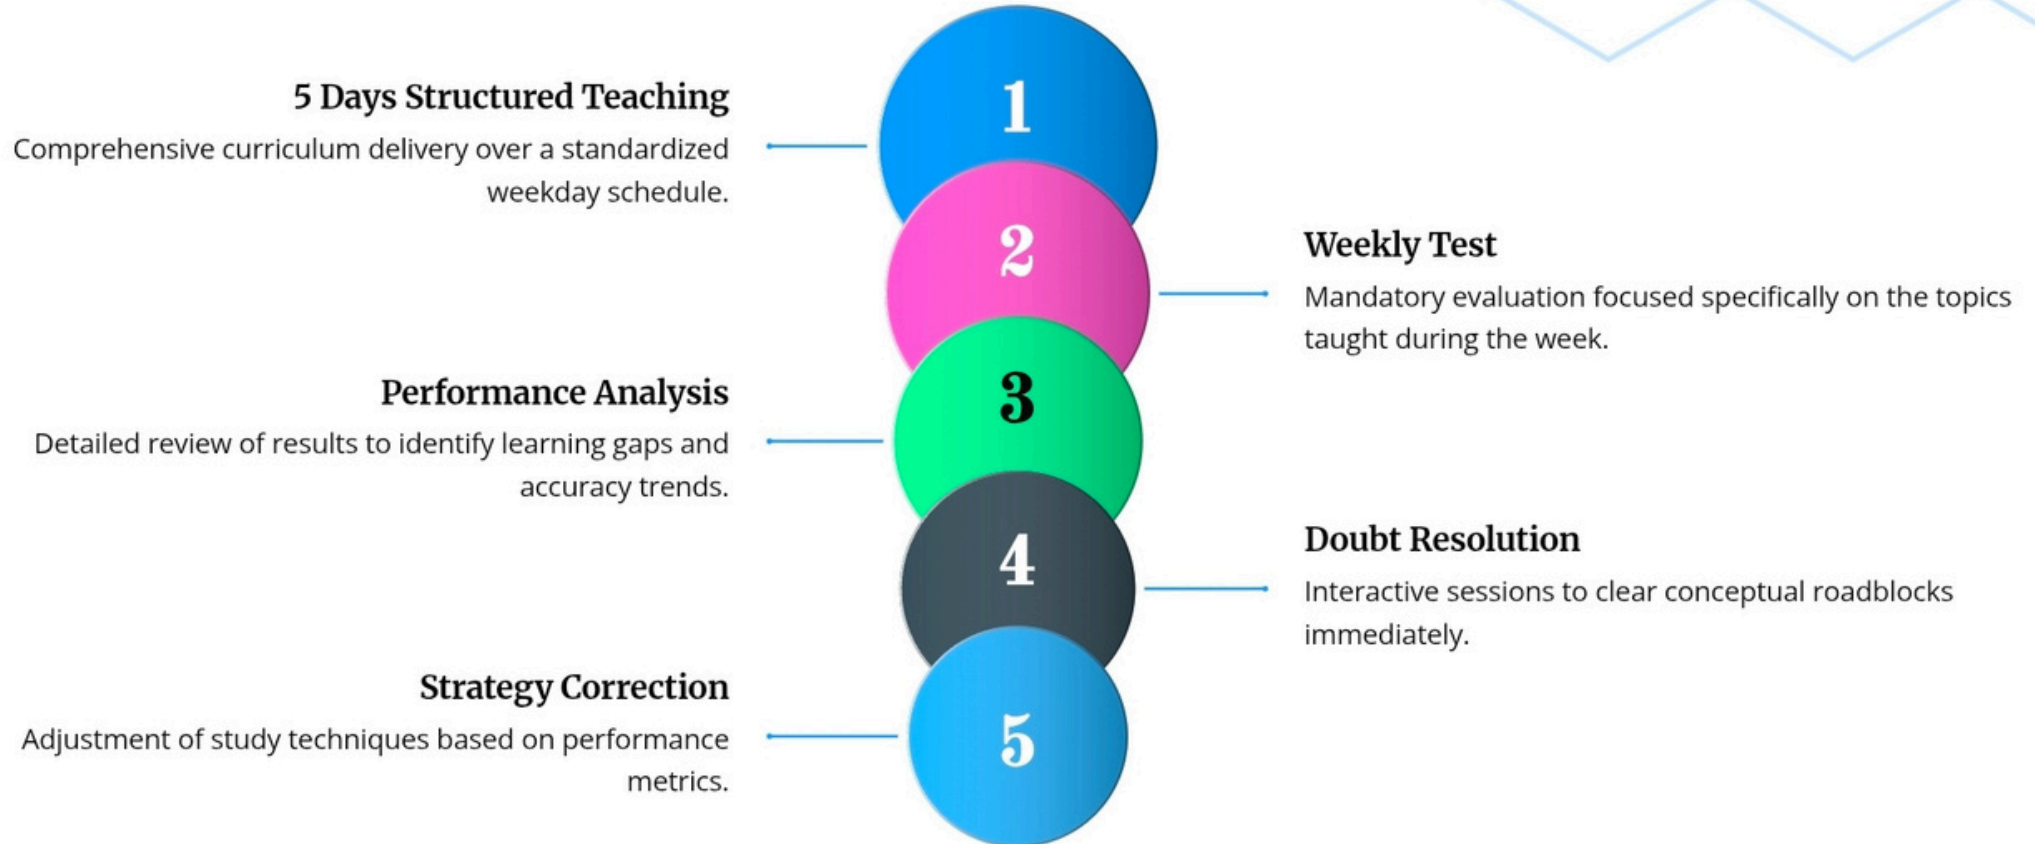 1
5 Days Structured Teaching
Comprehensive curriculum delivery over a standardized
weekday schedule.
2
Weekly Test
Mandatory evaluation focused specifically on the topics
taught during the week.
3
Performance Analysis
Detailed review of results to identify learning gaps and
accuracy trends.
4
Doubt Resolution
Interactive sessions to clear conceptual roadblocks
immediately.
5
Strategy Correction
Adjustment of study techniques based on performance
metrics.